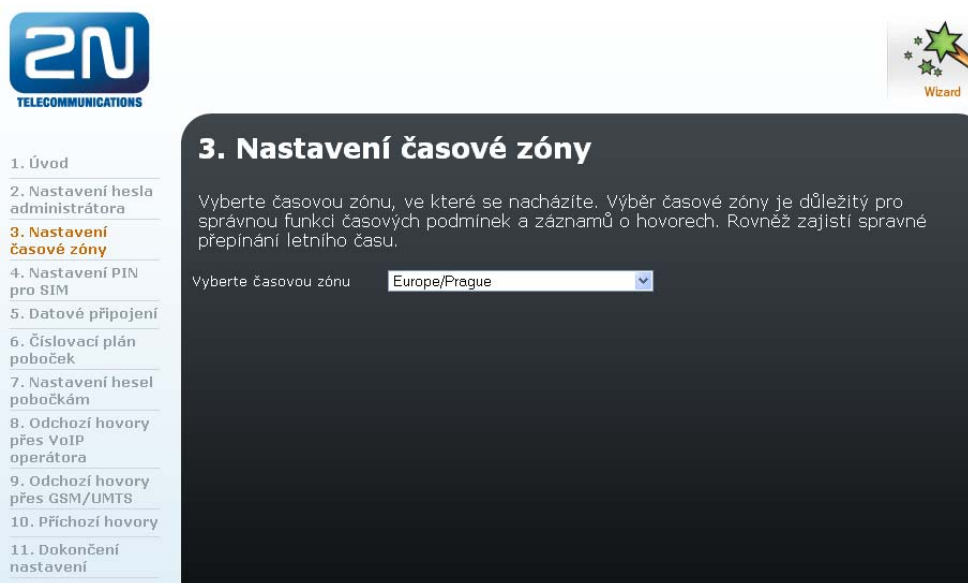 2N
TELECOMMUNICATIONS
Wizard
1. Úvod
2. Nastavení hesla
administrátora
3. Nastavení
časové zóny
4. Nastavení PIN
pro SIM
5. Datové připojení
6. Číslovací plán
poboček
7. Nastavení hesel
pobočkám
8. Odchozí hovory
přes VoIP
operátora
9. Odchozí hovory
přes GSM/UMTS
10. Příchozí hovory
11. Dokončení
nastavení
3. Nastavení časové zóny
Vyberte časovou zónu, ve které se nacházíte. Výběr časové zóny je důležitý pro
správnou funkci časových podmínek a záznamů o hovorech. Rovněž zajistí spravné
přepínání letního času.
Vyberte časovou zónu
Europe/Prague